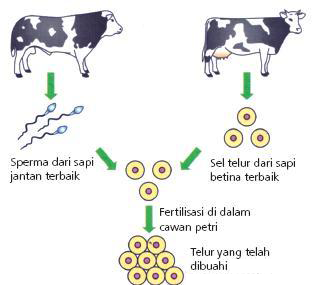 Sperma dari sapi
jantan terbaik
Sel telur dari sapi
betina terbaik
Fertilisasi di dalam
cawan petri
Telur yang telah
dibuahi